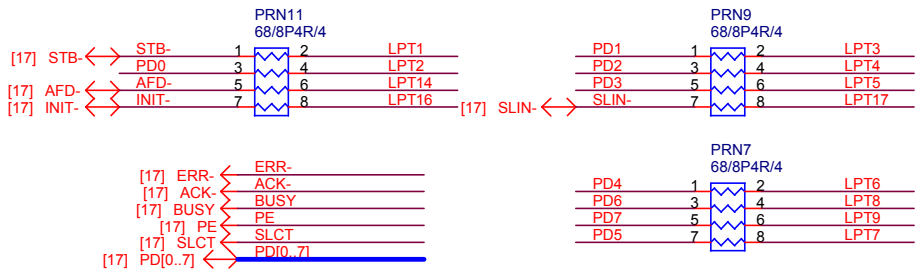 PRN11
68/8P4R/4
[17] STB- STB- 1 2 LPT1
PD0 3 4 LPT2
[17] AFD- AFD- 5 6 LPT14
[17] INIT- INIT- 7 8 LPT16
PRN9
68/8P4R/4
PD1 1 2 LPT3
PD2 3 4 LPT4
PD3 5 6 LPT5
[17] SLIN- SLIN- 7 8 LPT17
[17] ERR- ERR-
[17] ACK- ACK-
[17] BUSY BUSY
[17] PE PE
[17] SLCT SLCT
[17] PD[0..7] PD[0..7]
PRN7
68/8P4R/4
PD4 1 2 LPT6
PD6 3 4 LPT8
PD7 5 6 LPT9
PD5 7 8 LPT7